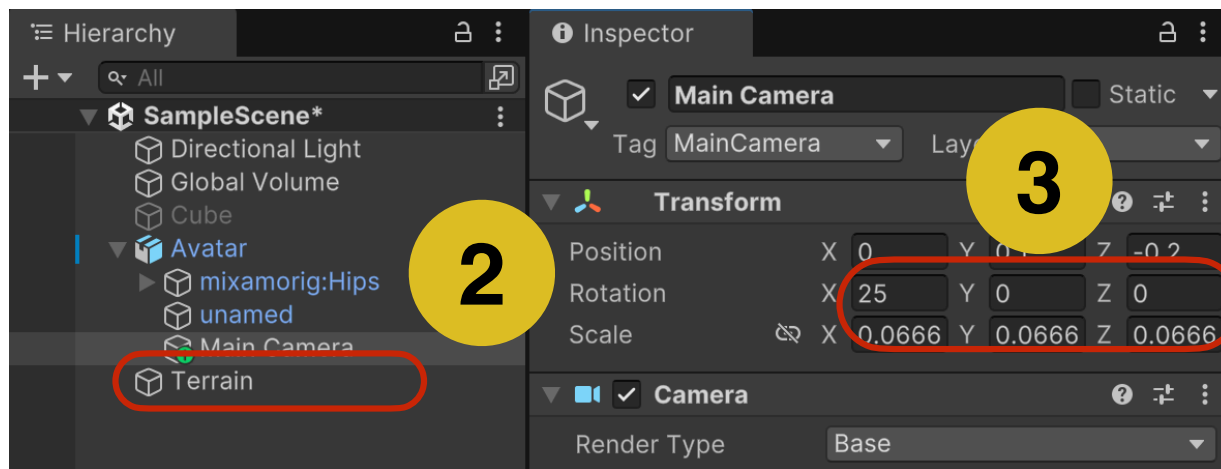 Hierarchy
All
SampleScene*
Directional Light
Global Volume
Cube
Avatar
mixamorig:Hips
unamed
Main Camera
Terrain
2
Inspector
Main Camera
Static
Tag MainCamera
3
Transform
Position X 0 Y Z -0.2
Rotation X 25 Y 0 Z 0
Scale X 0.0666 Y 0.0666 Z 0.0666
Camera
Render Type Base